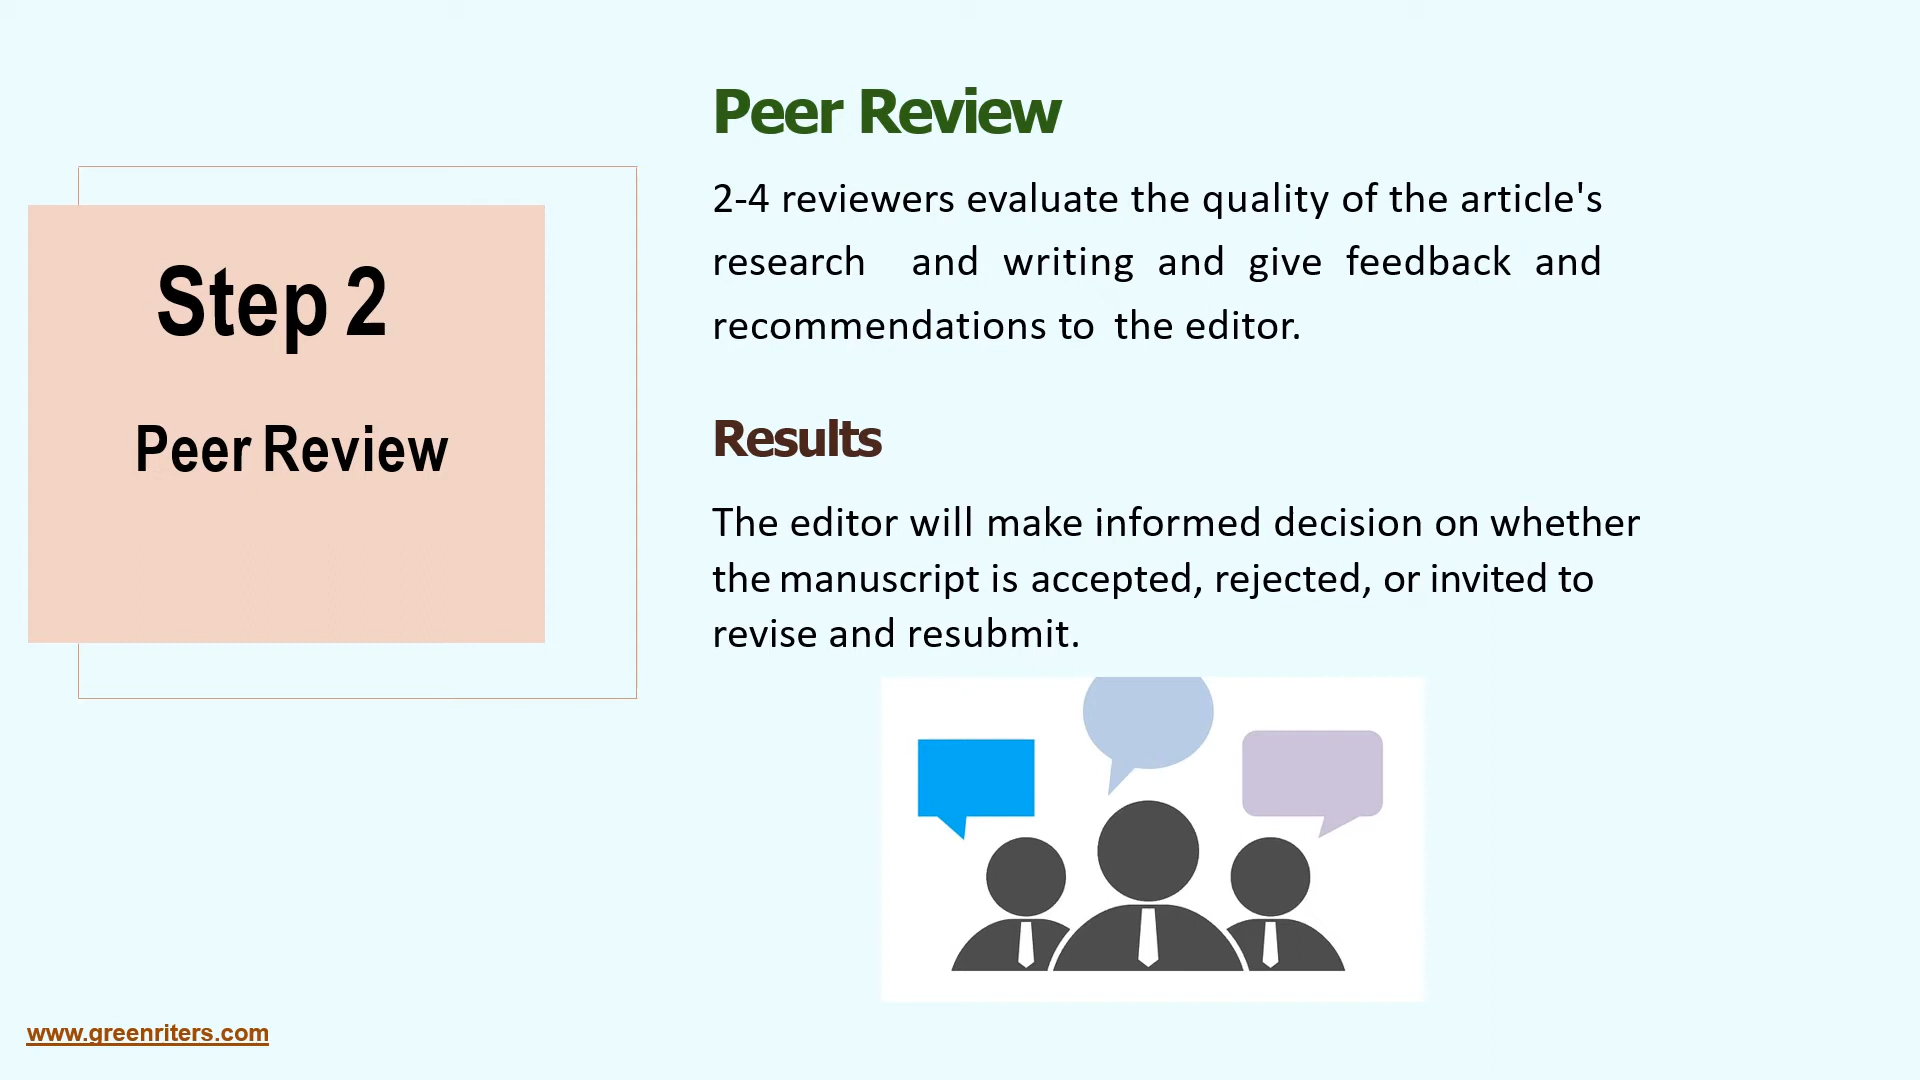 Step 2
Peer Review
Peer Review
2-4 reviewers evaluate the quality of the article's
research and writing and give feedback and
recommendations to the editor.
Results
The editor will make informed decision on whether
the manuscript is accepted, rejected, or invited to
revise and resubmit.
www.greenriters.com